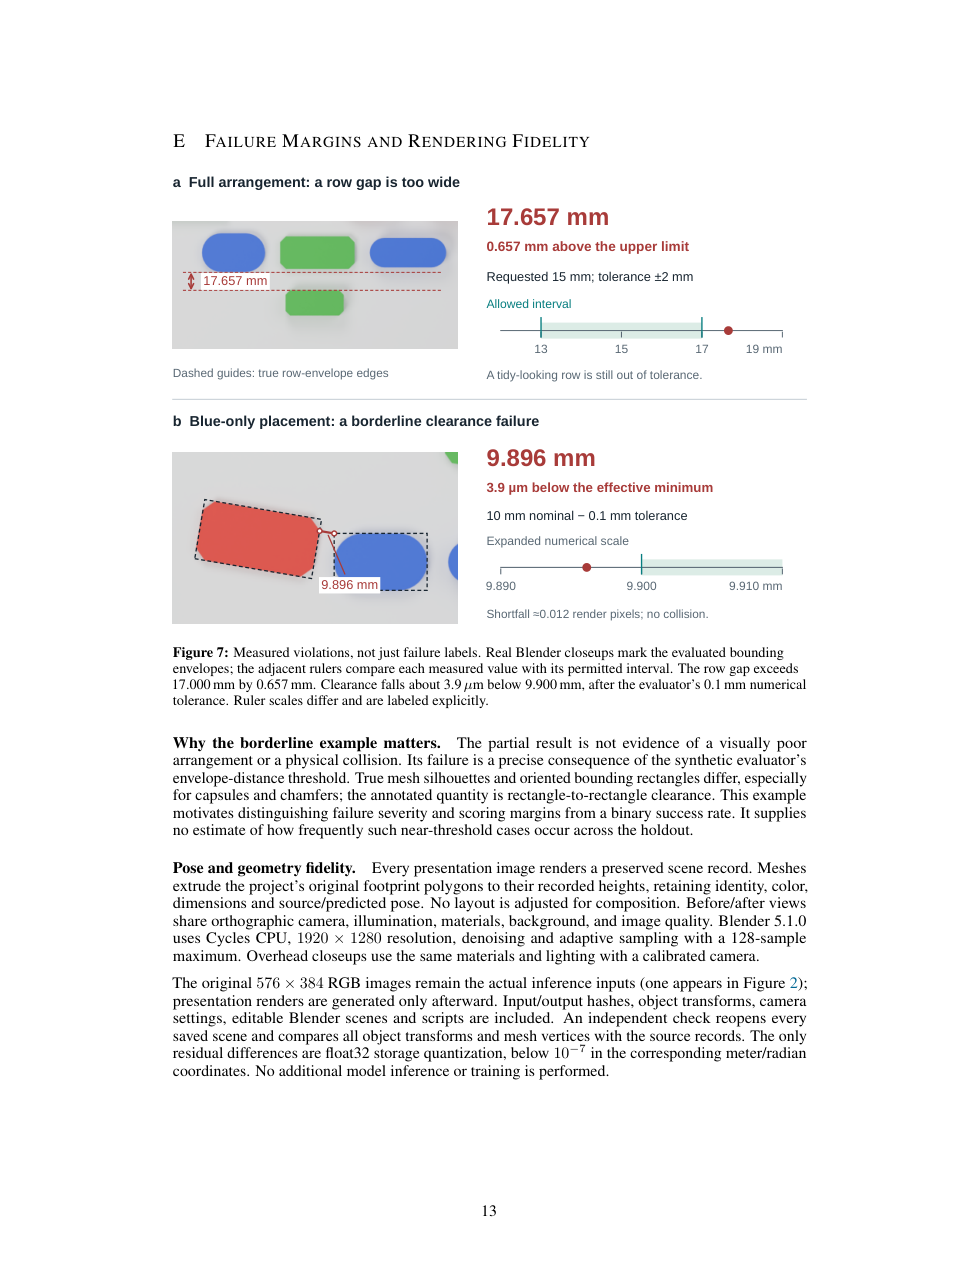 E FAILURE MARGINS AND RENDERING FIDELITY
a Full arrangement: a row gap is too wide
17.657 mm
Dashed guides: true row-envelope edges
17.657 mm
0.657 mm above the upper limit
Requested 15 mm; tolerance ±2 mm
Allowed interval
13 15 17 19 mm
A tidy-looking row is still out of tolerance.
b Blue-only placement: a borderline clearance failure
9.896 mm
9.896 mm
3.9 µm below the effective minimum
10 mm nominal − 0.1 mm tolerance
Expanded numerical scale
9.890 9.900 9.910 mm
Shortfall ≈0.012 render pixels; no collision.
Figure 7: Measured violations, not just failure labels. Real Blender closeups mark the evaluated bounding
envelopes; the adjacent rulers compare each measured value with its permitted interval. The row gap exceeds
17.000 mm by 0.657 mm. Clearance falls about 3.9 µm below 9.900 mm, after the evaluator's 0.1 mm numerical
tolerance. Ruler scales differ and are labeled explicitly.
Why the borderline example matters. The partial result is not evidence of a visually poor
arrangement or a physical collision. Its failure is a precise consequence of the synthetic evaluator's
envelope-distance threshold. True mesh silhouettes and oriented bounding rectangles differ, especially
for capsules and chamfers; the annotated quantity is rectangle-to-rectangle clearance. This example
motivates distinguishing failure severity and scoring margins from a binary success rate. It supplies
no estimate of how frequently such near-threshold cases occur across the holdout.
Pose and geometry fidelity. Every presentation image renders a preserved scene record. Meshes
extrude the project's original footprint polygons to their recorded heights, retaining identity, color,
dimensions and source/predicted pose. No layout is adjusted for composition. Before/after views
share orthographic camera, illumination, materials, background, and image quality. Blender 5.1.0
uses Cycles CPU, 1920 × 1280 resolution, denoising and adaptive sampling with a 128-sample
maximum. Overhead closeups use the same materials and lighting with a calibrated camera.
The original 576 × 384 RGB images remain the actual inference inputs (one appears in Figure 2);
presentation renders are generated only afterward. Input/output hashes, object transforms, camera
settings, editable Blender scenes and scripts are included. An independent check reopens every
saved scene and compares all object transforms and mesh vertices with the source records. The only
residual differences are float32 storage quantization, below 10⁻⁷ in the corresponding meter/radian
coordinates. No additional model inference or training is performed.
13